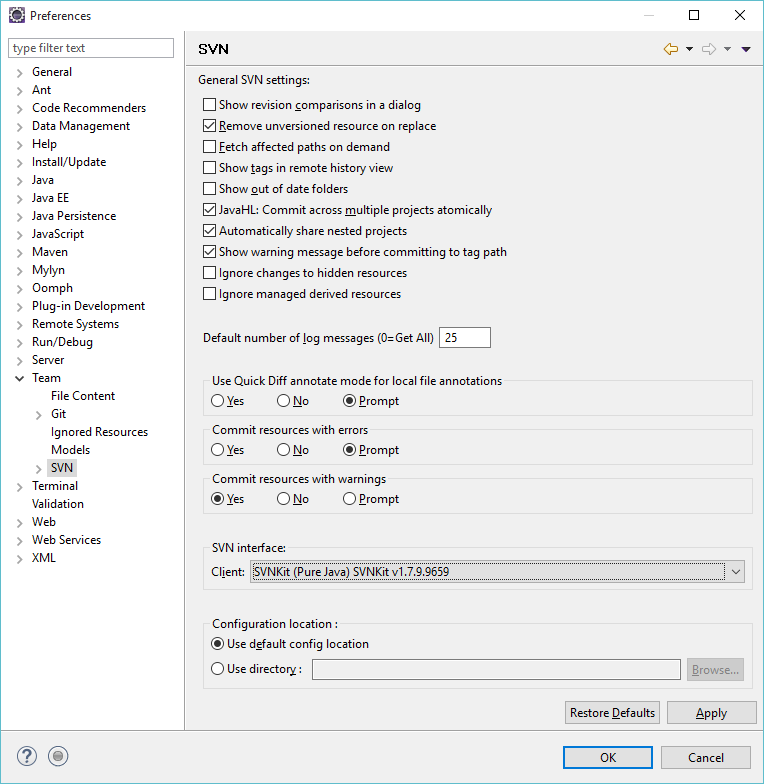 Preferences
type filter text
General
Ant
Code Recommenders
Data Management
Help
Install/Update
Java
Java EE
Java Persistence
JavaScript
Maven
Mylyn
Oomph
Plug-in Development
Remote Systems
Run/Debug
Server
Team
File Content
Git
Ignored Resources
Models
SVN
Terminal
Validation
Web
Web Services
XML
SVN
General SVN settings:
Show revision comparisons in a dialog
Remove unversioned resource on replace
Fetch affected paths on demand
Show tags in remote history view
Show out of date folders
JavaHL: Commit across multiple projects atomically
Automatically share nested projects
Show warning message before committing to tag path
Ignore changes to hidden resources
Ignore managed derived resources
Default number of log messages (0=Get All) 25
Use Quick Diff annotate mode for local file annotations
Yes No Prompt
Commit resources with errors
Yes No Prompt
Commit resources with warnings
Yes No Prompt
SVN interface:
Client: SVNKit (Pure Java) SVNKit v1.7.9.9659
Configuration location :
Use default config location
Use directory : Browse...
Restore Defaults Apply
? OK Cancel